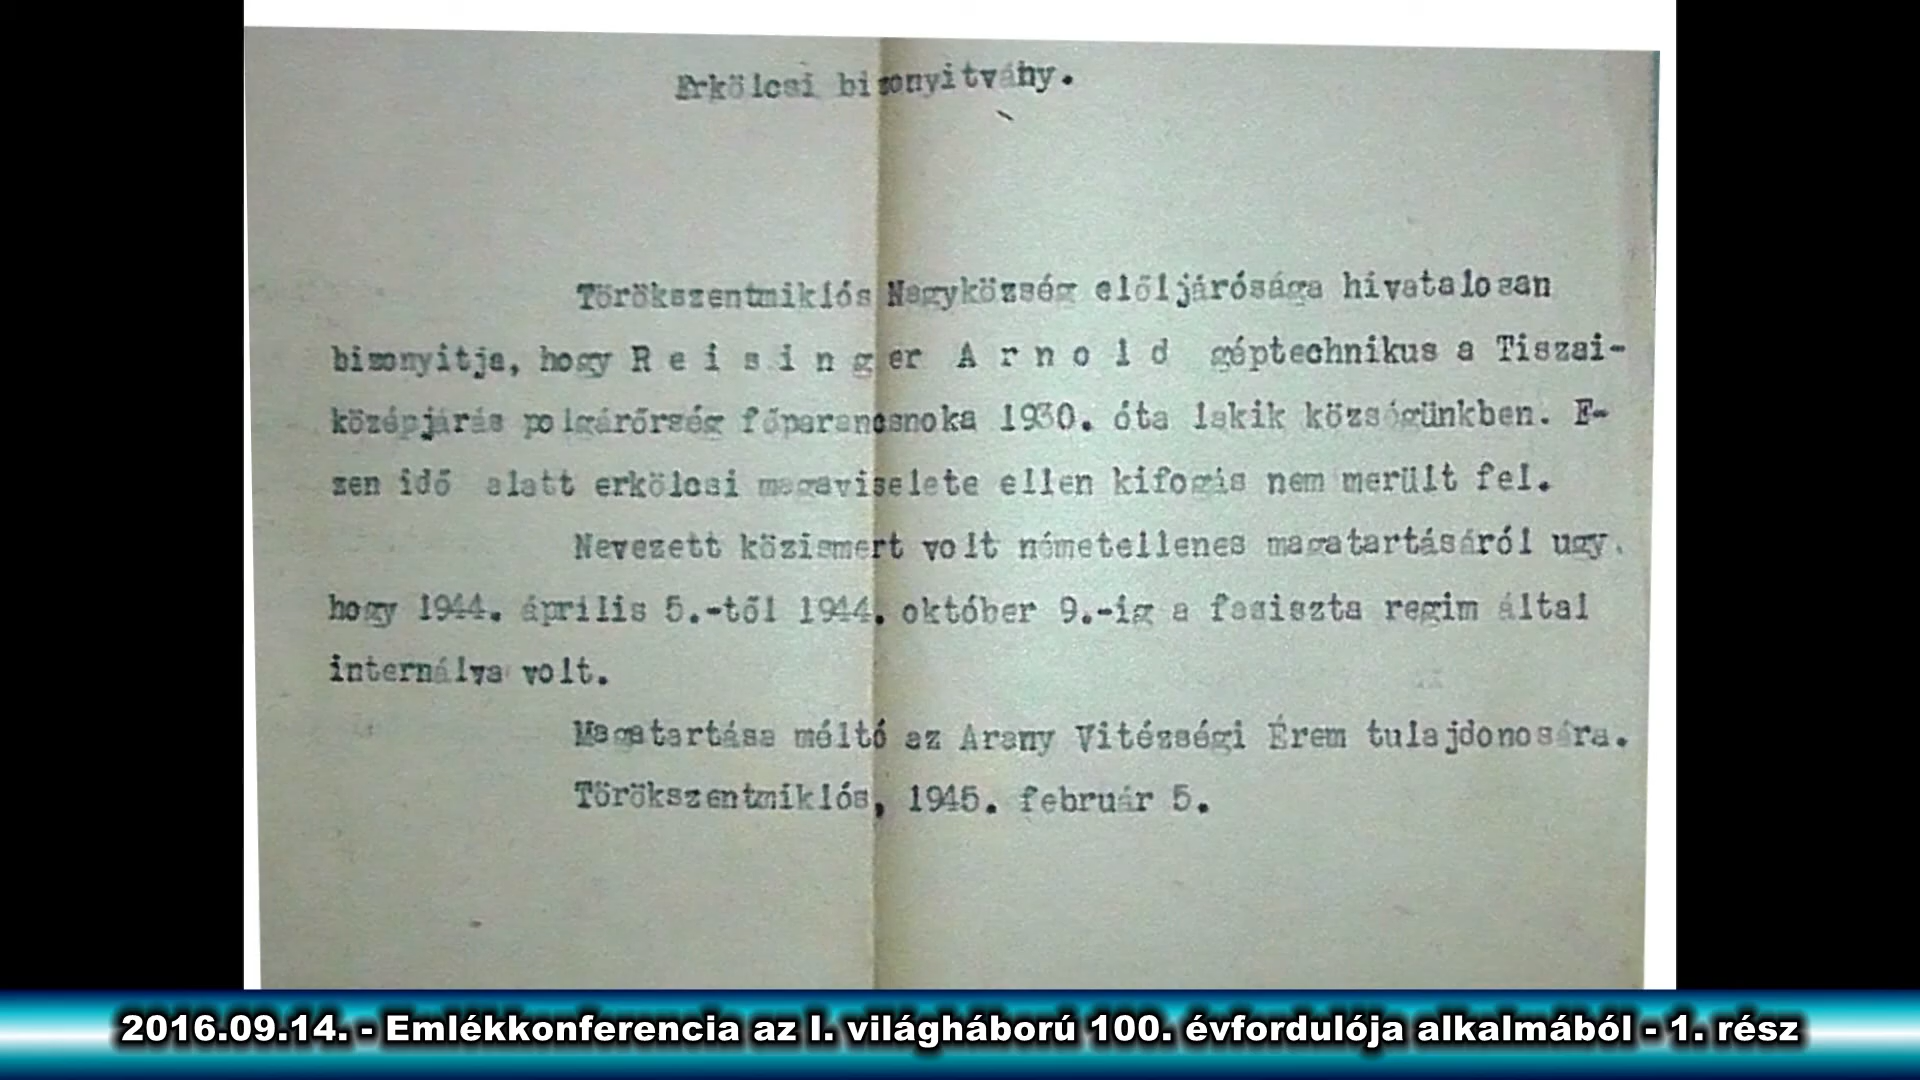 Erkölcsi bizonyitvány.
Törökszentmiklós Nagyközség előljárósága hivatalosan
bizonyitja, hogy R e i s i n g er A r n o l d géptechnikus a Tiszai-
középjárás polgárőrség főparancsnoka 1930. óta lakik községünkben. E-
zen idő alatt erkölcsi magaviselete ellen kifogás nem merült fel.
Nevezett közismert volt németellenes magatartásáról ugy,
hogy 1944. április 5.-től 1944. október 9.-ig a fasiszta regim által
internálva volt.
Magatartása méltó az Arany Vitézségi Érem tulajdonosára.
Törökszentmiklós, 1945. február 5.
2016.09.14. - Emlékkonferencia az I. világháború 100. évfordulója alkalmából - 1. rész